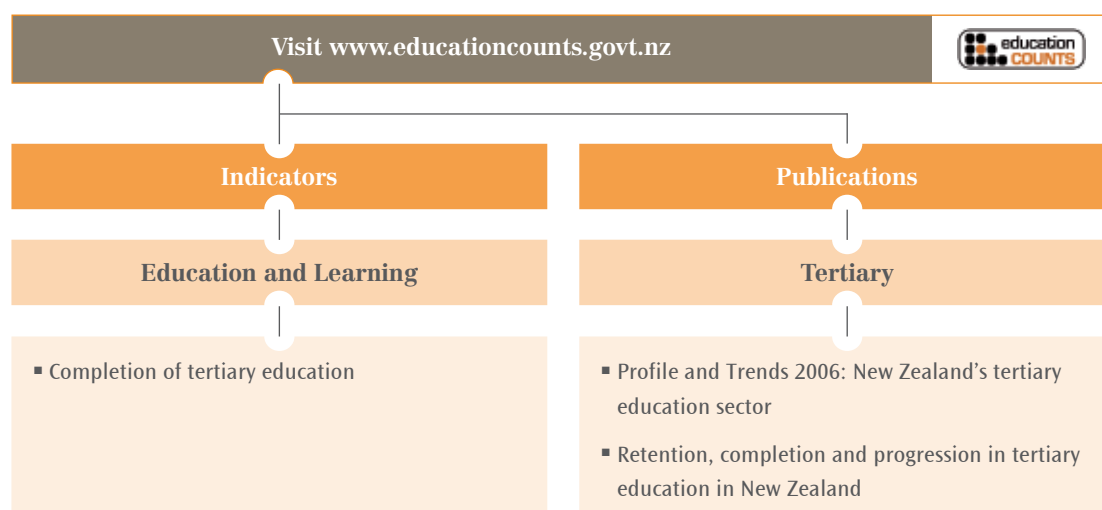 Visit www.educationcounts.govt.nz
education
COUNTS
Indicators
Publications
Education and Learning
Tertiary
▪ Completion of tertiary education
▪ Profile and Trends 2006: New Zealand’s tertiary
education sector
▪ Retention, completion and progression in tertiary
education in New Zealand